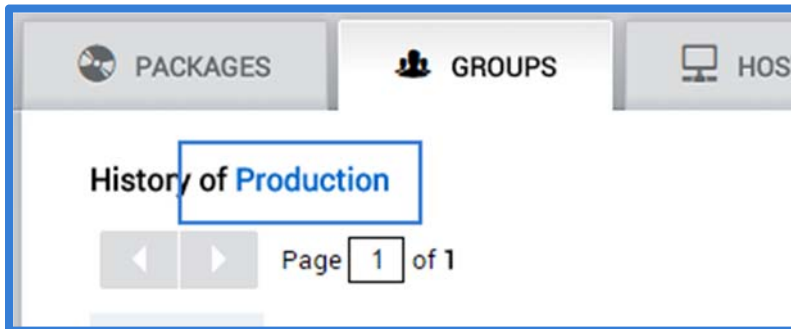 PACKAGES GROUPS HOS
History of Production
Page 1 of 1